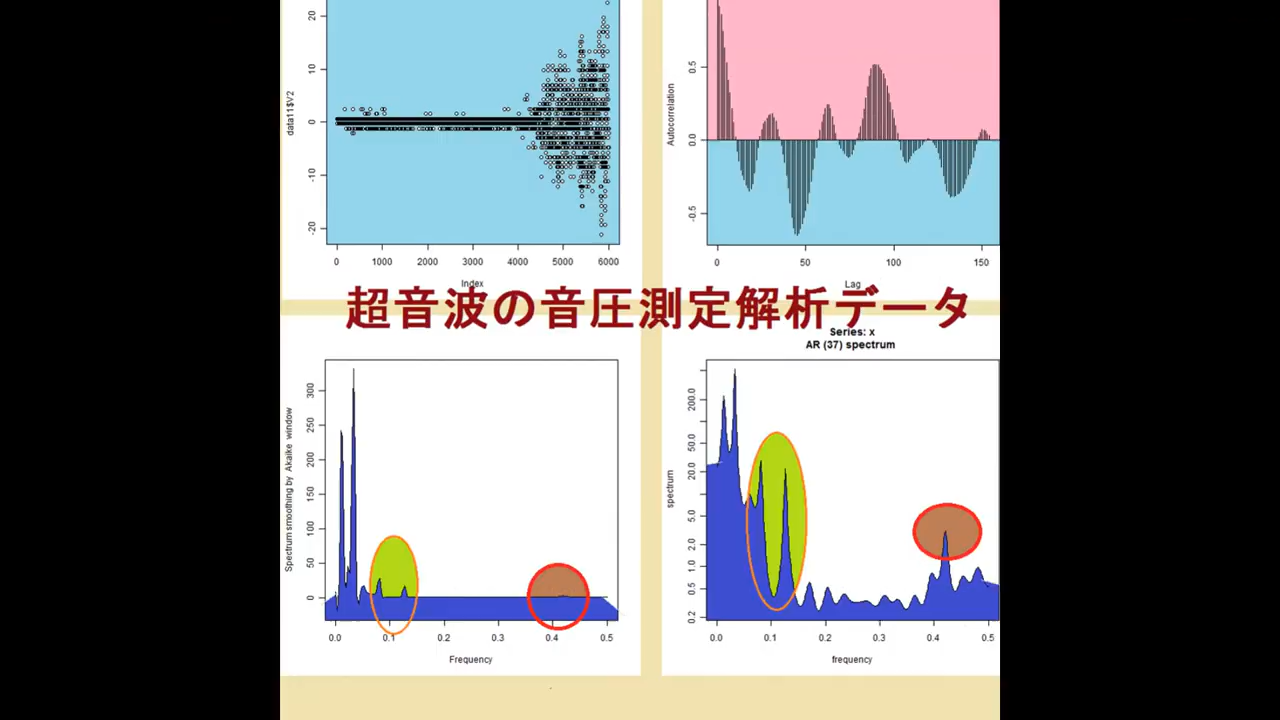 20
10
0
-10
-20
data11$V2
0 1000 2000 3000 4000 5000 6000
Index
0.5
0.0
-0.5
Autocorrelation
0 50 100 150
Lag
超音波の音圧測定解析データ
300
250
200
150
100
50
0
Spectrum smoothing by Akaike window
0.0 0.1 0.2 0.3 0.4 0.5
Frequency
Series: x
AR (37) spectrum
200.0
50.0
20.0
5.0
2.0
1.0
0.5
0.2
spectrum
0.0 0.1 0.2 0.3 0.4 0.5
frequency